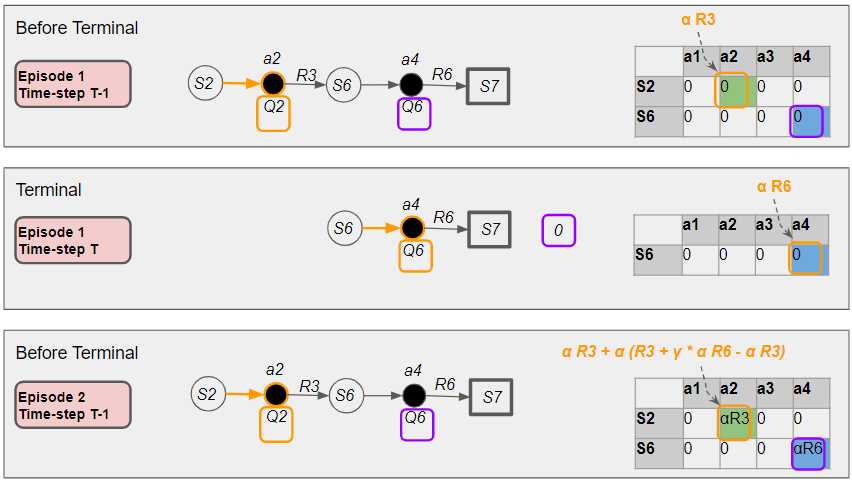 Before Terminal
Episode 1
Time-step T-1
S2
a2
Q2
R3
S6
a4
Q6
R6
S7
α R3
a1 a2 a3 a4
S2 0 0 0 0
S6 0 0 0 0
Terminal
Episode 1
Time-step T
S6
a4
Q6
R6
S7
0
α R6
a1 a2 a3 a4
S6 0 0 0 0
Before Terminal
Episode 2
Time-step T-1
S2
a2
Q2
R3
S6
a4
Q6
R6
S7
α R3 + α (R3 + γ * α R6 - α R3)
a1 a2 a3 a4
S2 0 αR3 0 0
S6 0 0 0 αR6